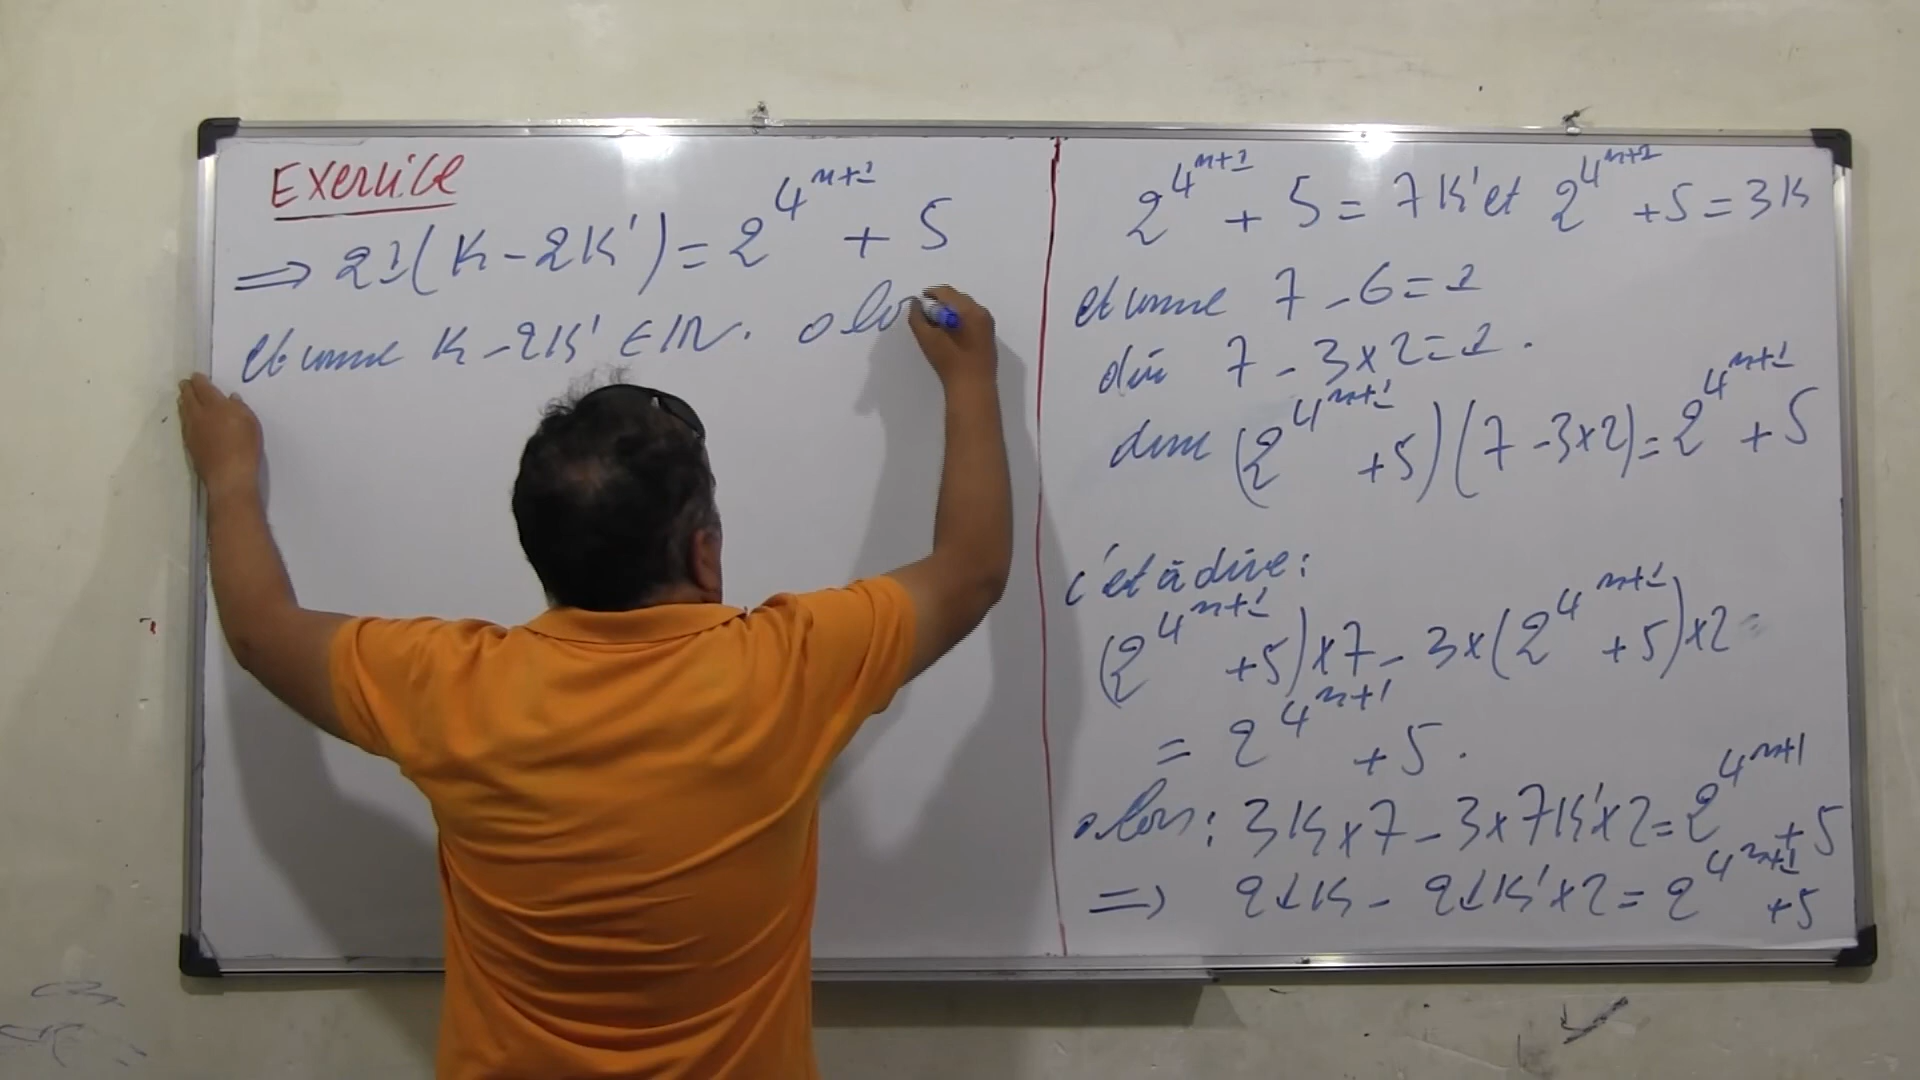 Exercice
⟹ 21(K-2K') = 2^{4^{n+1}} + 5
et comme K-2K' ∈ IN. alo
2^{4^{n+1}} + 5 = 7K' et 2^{4^{n+1}} + 5 = 3K
et comme 7-6=1
7-3×2=1.
donc (2^{4^{n+1}} + 5)(7-3×2) = 2^{4^{n+1}} + 5
c'est à dire:
(2^{4^{n+1}} + 5)×7 - 3×(2^{4^{n+1}} + 5)×2 =
= 2^{4^{n+1}} + 5.
alors: 3K×7 - 3×7K'×2 = 2^{4^{n+1}} + 5
⟹ 21K - 21K'×2 = 2^{4^{n+1}} + 5